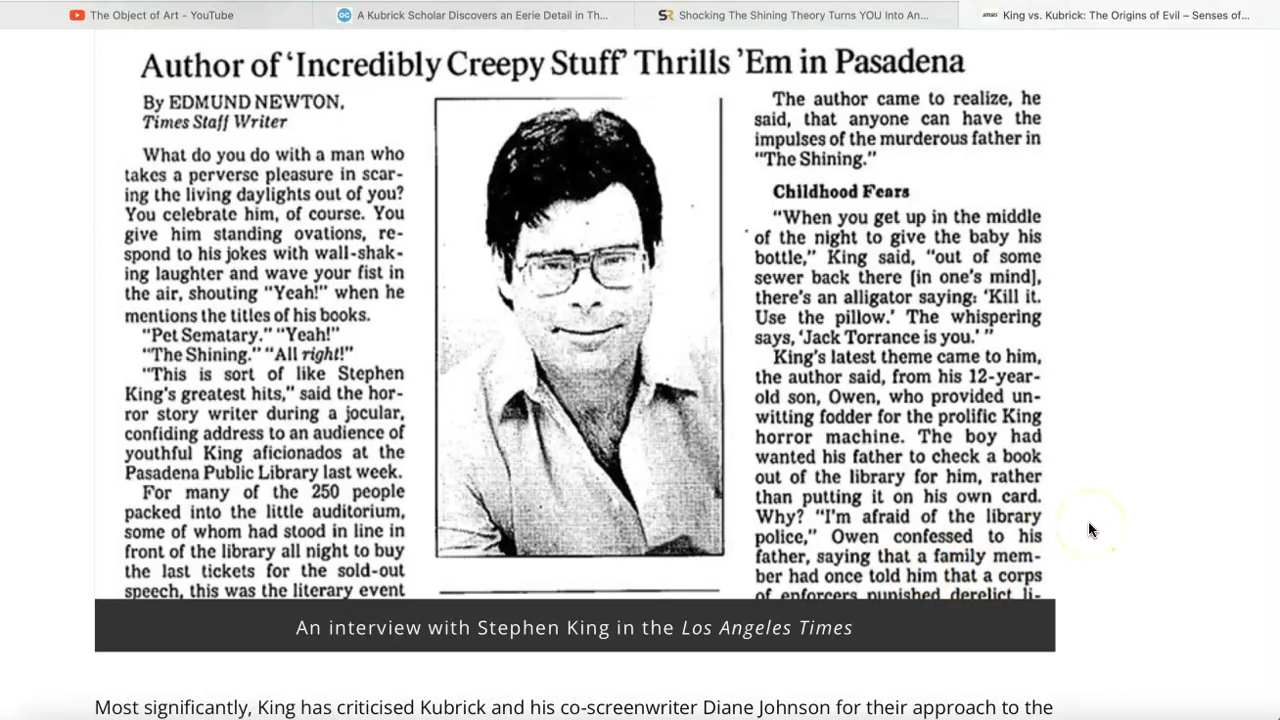 The Object of Art - YouTube
A Kubrick Scholar Discovers an Eerie Detail in Th...
Shocking The Shining Theory Turns YOU Into An...
King vs. Kubrick: The Origins of Evil – Senses of...
Author of ‘Incredibly Creepy Stuff’ Thrills ’Em in Pasadena
By EDMUND NEWTON,
Times Staff Writer
What do you do with a man who
takes a perverse pleasure in scar-
ing the living daylights out of you?
You celebrate him, of course. You
give him standing ovations, re-
spond to his jokes with wall-shak-
ing laughter and wave your fist in
the air, shouting “Yeah!” when he
mentions the titles of his books.
“Pet Sematary.” “Yeah!”
“The Shining.” “All right!”
“This is sort of like Stephen
King’s greatest hits,” said the hor-
ror story writer during a jocular,
confiding address to an audience of
youthful King aficionados at the
Pasadena Public Library last week.
For many of the 250 people
packed into the little auditorium,
some of whom had stood in line in
front of the library all night to buy
the last tickets for the sold-out
speech, this was the literary event
The author came to realize, he
said, that anyone can have the
impulses of the murderous father in
“The Shining.”
Childhood Fears
“When you get up in the middle
of the night to give the baby his
bottle,” King said, “out of some
sewer back there [in one’s mind],
there’s an alligator saying: ‘Kill it.
Use the pillow.’ The whispering
says, ‘Jack Torrance is you.’ ”
King’s latest theme came to him,
the author said, from his 12-year-
old son, Owen, who provided un-
witting fodder for the prolific King
horror machine. The boy had
wanted his father to check a book
out of the library for him, rather
than putting it on his own card.
Why? “I’m afraid of the library
police,” Owen confessed to his
father, saying that a family mem-
ber had once told him that a corps
of enforcers punished derelict li-
An interview with Stephen King in the Los Angeles Times
Most significantly, King has criticised Kubrick and his co-screenwriter Diane Johnson for their approach to the